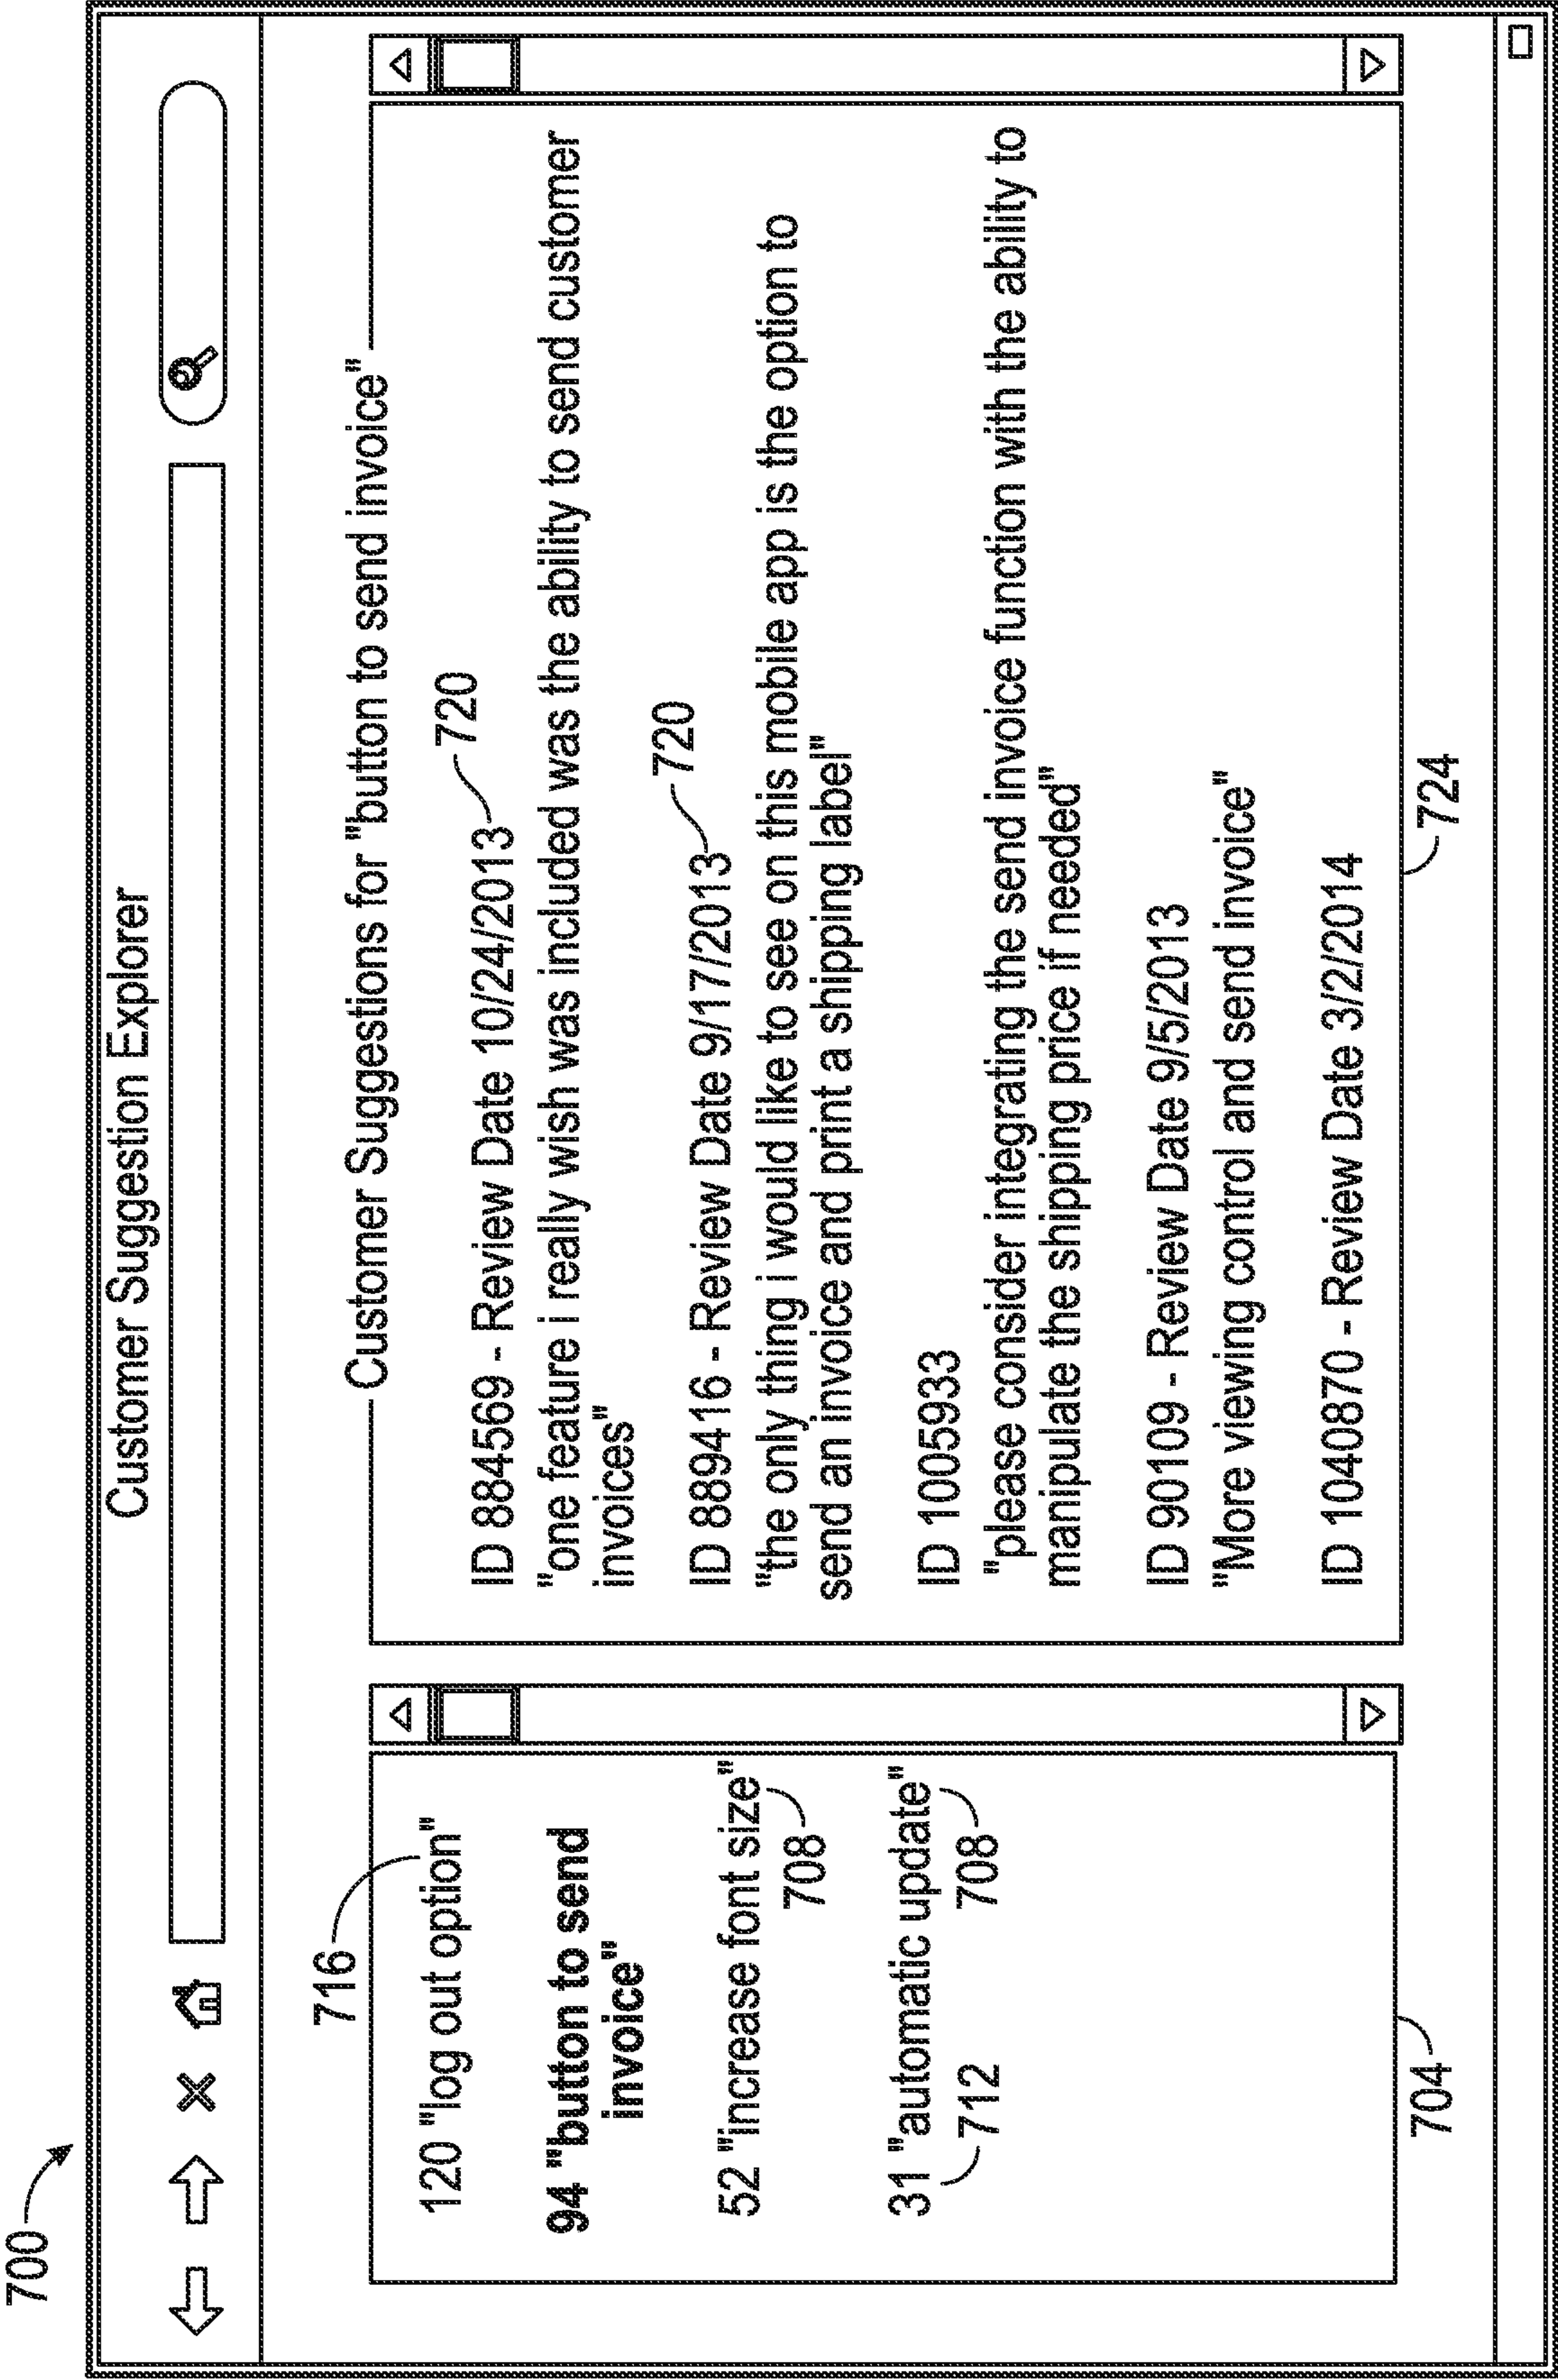 700
Customer Suggestion Explorer
716
120 "log out option"
94 "button to send
invoice"
52 "increase font size"
708
31 "automatic update"
712
708
704
Customer Suggestions for "button to send invoice"
720
ID 884569 - Review Date 10/24/2013
"one feature i really wish was included was the ability to send customer
invoices"
720
ID 889416 - Review Date 9/17/2013
"the only thing i would like to see on this mobile app is the option to
send an invoice and print a shipping label"
ID 1005933
"please consider integrating the send invoice function with the ability to
manipulate the shipping price if needed"
ID 90109 - Review Date 9/5/2013
"More viewing control and send invoice"
ID 10408870 - Review Date 3/2/2014
724